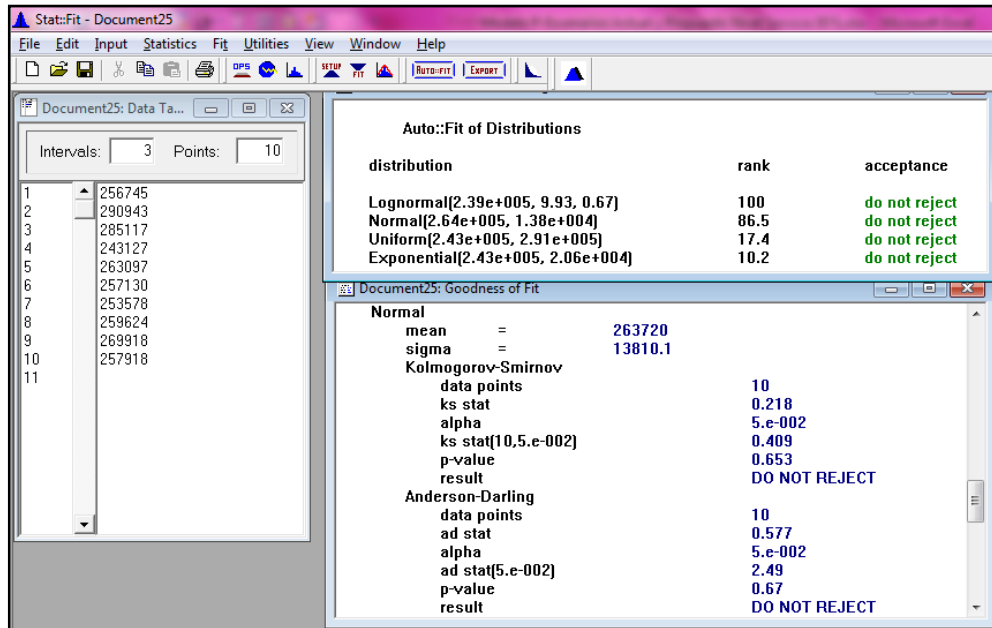 Stat::Fit - Document25
File Edit Input Statistics Fit Utilities View Window Help
OPS SETUP FIT AUTO::FIT EXPORT
Document25: Data Ta...
Intervals: 3 Points: 10
1 256745
2 290943
3 285117
4 243127
5 263097
6 257130
7 253578
8 259624
9 269918
10 257918
11
Auto::Fit of Distributions
distribution rank acceptance
Lognormal(2.39e+005, 9.93, 0.67) 100 do not reject
Normal(2.64e+005, 1.38e+004) 86.5 do not reject
Uniform(2.43e+005, 2.91e+005) 17.4 do not reject
Exponential(2.43e+005, 2.06e+004) 10.2 do not reject
Document25: Goodness of Fit
Normal
mean = 263720
sigma = 13810.1
Kolmogorov-Smirnov
data points 10
ks stat 0.218
alpha 5.e-002
ks stat(10,5.e-002) 0.409
p-value 0.653
result DO NOT REJECT
Anderson-Darling
data points 10
ad stat 0.577
alpha 5.e-002
ad stat(5.e-002) 2.49
p-value 0.67
result DO NOT REJECT